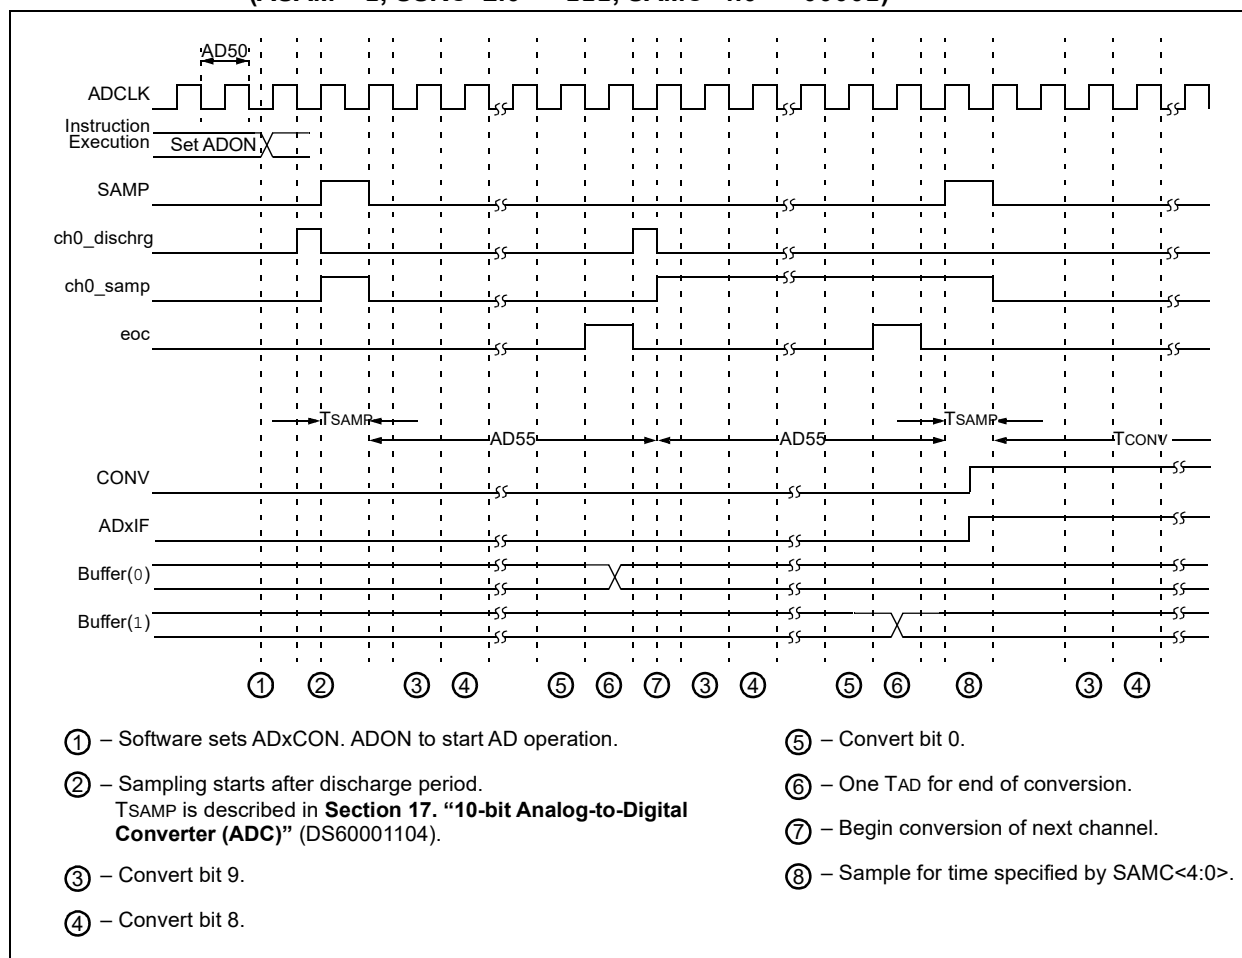 AD50
ADCLK
Instruction
Execution
Set ADON
SAMP
ch0_dischrg
ch0_samp
eoc
TSAMP
TSAMP
AD55
AD55
TCONV
CONV
ADxIF
Buffer(0)
Buffer(1)
1 2 3 4 5 6 7 3 4 5 6 8 3 4
1 – Software sets ADxCON. ADON to start AD operation.
2 – Sampling starts after discharge period.
TSAMP is described in Section 17. “10-bit Analog-to-Digital
Converter (ADC)” (DS60001104).
3 – Convert bit 9.
4 – Convert bit 8.
5 – Convert bit 0.
6 – One TAD for end of conversion.
7 – Begin conversion of next channel.
8 – Sample for time specified by SAMC<4:0>.